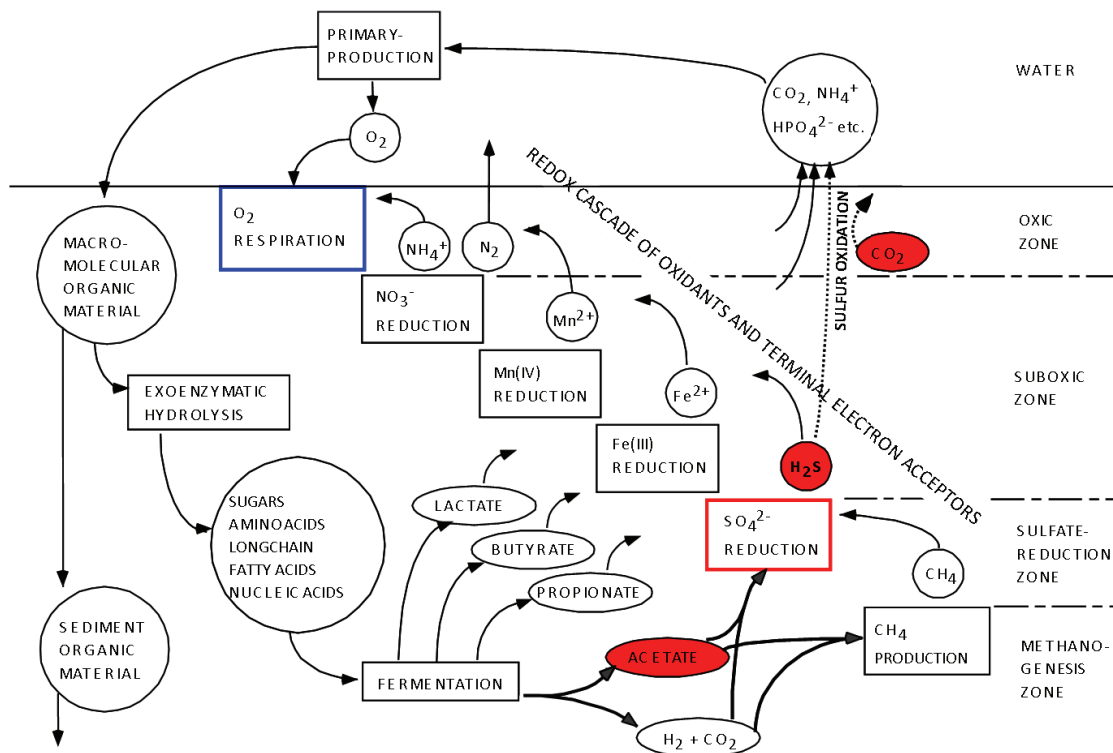 PRIMARY-
PRODUCTION
O₂
CO₂, NH₄⁺
HPO₄²⁻ etc.
WATER
REDOX CASCADE OF OXIDANTS AND TERMINAL ELECTRON ACCEPTORS
O₂
RESPIRATION
NH₄⁺
N₂
SULFUR OXIDATION
CO₂
OXIC
ZONE
MACRO-
MOLECULAR
ORGANIC
MATERIAL
NO₃⁻
REDUCTION
Mn²⁺
Mn(IV)
REDUCTION
Fe²⁺
SUBOXIC
ZONE
EXOENZYMATIC
HYDROLYSIS
Fe(III)
REDUCTION
H₂S
SUGARS
AMINOACIDS
LONGCHAIN
FATTY ACIDS
NUCLEIC ACIDS
LACTATE
BUTYRATE
PROPIONATE
SO₄²⁻
REDUCTION
CH₄
SULFATE-
REDUCTION
ZONE
SEDIMENT
ORGANIC
MATERIAL
FERMENTATION
ACETATE
H₂ + CO₂
CH₄
PRODUCTION
METHANO-
GENESIS
ZONE